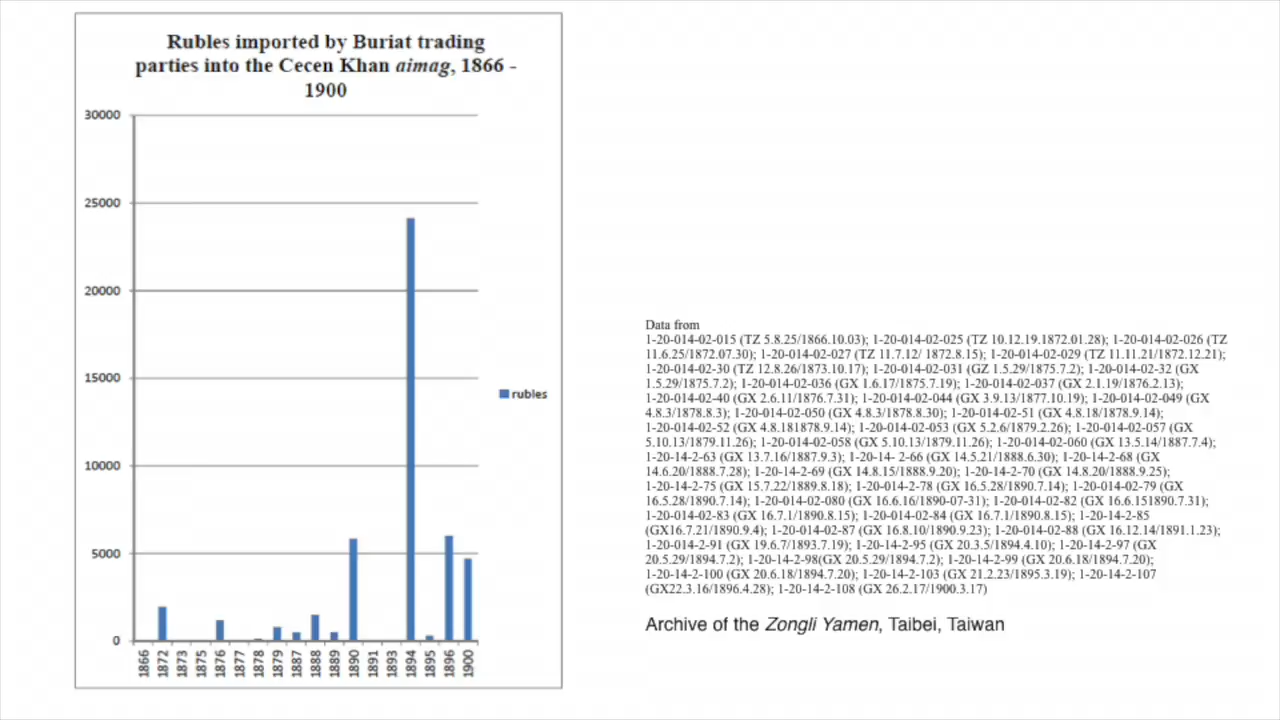 Rubles imported by Buriat trading
parties into the Cecen Khan aimag, 1866 -
1900
30000
25000
20000
15000
10000
5000
0
1866
1872
1873
1875
1876
1877
1878
1879
1887
1888
1889
1890
1891
1893
1894
1895
1896
1900
rubles
Data from
1-20-014-02-015 (TZ 5.8.25/1866.10.03); 1-20-014-02-025 (TZ 10.12.19.1872.01.28); 1-20-014-02-026 (TZ
11.6.25/1872.07.30); 1-20-014-02-027 (TZ 11.7.12/ 1872.8.15); 1-20-014-02-029 (TZ 11.11.21/1872.12.21);
1-20-014-02-30 (TZ 12.8.26/1873.10.17); 1-20-014-02-031 (GZ 1.5.29/1875.7.2); 1-20-014-02-32 (GX
1.5.29/1875.7.2); 1-20-014-02-036 (GX 1.6.17/1875.7.19); 1-20-014-02-037 (GX 2.1.19/1876.2.13);
1-20-014-02-40 (GX 2.6.11/1876.7.31); 1-20-014-02-044 (GX 3.9.13/1877.10.19); 1-20-014-02-049 (GX
4.8.3/1878.8.3); 1-20-014-02-050 (GX 4.8.3/1878.8.30); 1-20-014-02-51 (GX 4.8.18/1878.9.14);
1-20-014-02-52 (GX 4.8.181878.9.14); 1-20-014-02-053 (GX 5.2.6/1879.2.26); 1-20-014-02-057 (GX
5.10.13/1879.11.26); 1-20-014-02-058 (GX 5.10.13/1879.11.26); 1-20-014-02-060 (GX 13.5.14/1887.7.4);
1-20-14-2-63 (GX 13.7.16/1887.9.3); 1-20-14- 2-66 (GX 14.5.21/1888.6.30); 1-20-14-2-68 (GX
14.6.20/1888.7.28); 1-20-14-2-69 (GX 14.8.15/1888.9.20); 1-20-14-2-70 (GX 14.8.20/1888.9.25);
1-20-14-2-75 (GX 15.7.22/1889.8.18); 1-20-014-2-78 (GX 16.5.28/1890.7.14); 1-20-014-02-79 (GX
16.5.28/1890.7.14); 1-20-014-02-080 (GX 16.6.16/1890-07-31); 1-20-014-02-82 (GX 16.6.151890.7.31);
1-20-014-02-83 (GX 16.7.1/1890.8.15); 1-20-014-02-84 (GX 16.7.1/1890.8.15); 1-20-14-2-85
(GX16.7.21/1890.9.4); 1-20-014-02-87 (GX 16.8.10/1890.9.23); 1-20-014-02-88 (GX 16.12.14/1891.1.23);
1-20-014-2-91 (GX 19.6.7/1893.7.19); 1-20-14-2-95 (GX 20.3.5/1894.4.10); 1-20-14-2-97 (GX
20.5.29/1894.7.2); 1-20-14-2-98(GX 20.5.29/1894.7.2); 1-20-14-2-99 (GX 20.6.18/1894.7.20);
1-20-14-2-100 (GX 20.6.18/1894.7.20); 1-20-14-2-103 (GX 21.2.23/1895.3.19); 1-20-14-2-107
(GX22.3.16/1896.4.28); 1-20-14-2-108 (GX 26.2.17/1900.3.17)
Archive of the Zongli Yamen, Taibei, Taiwan